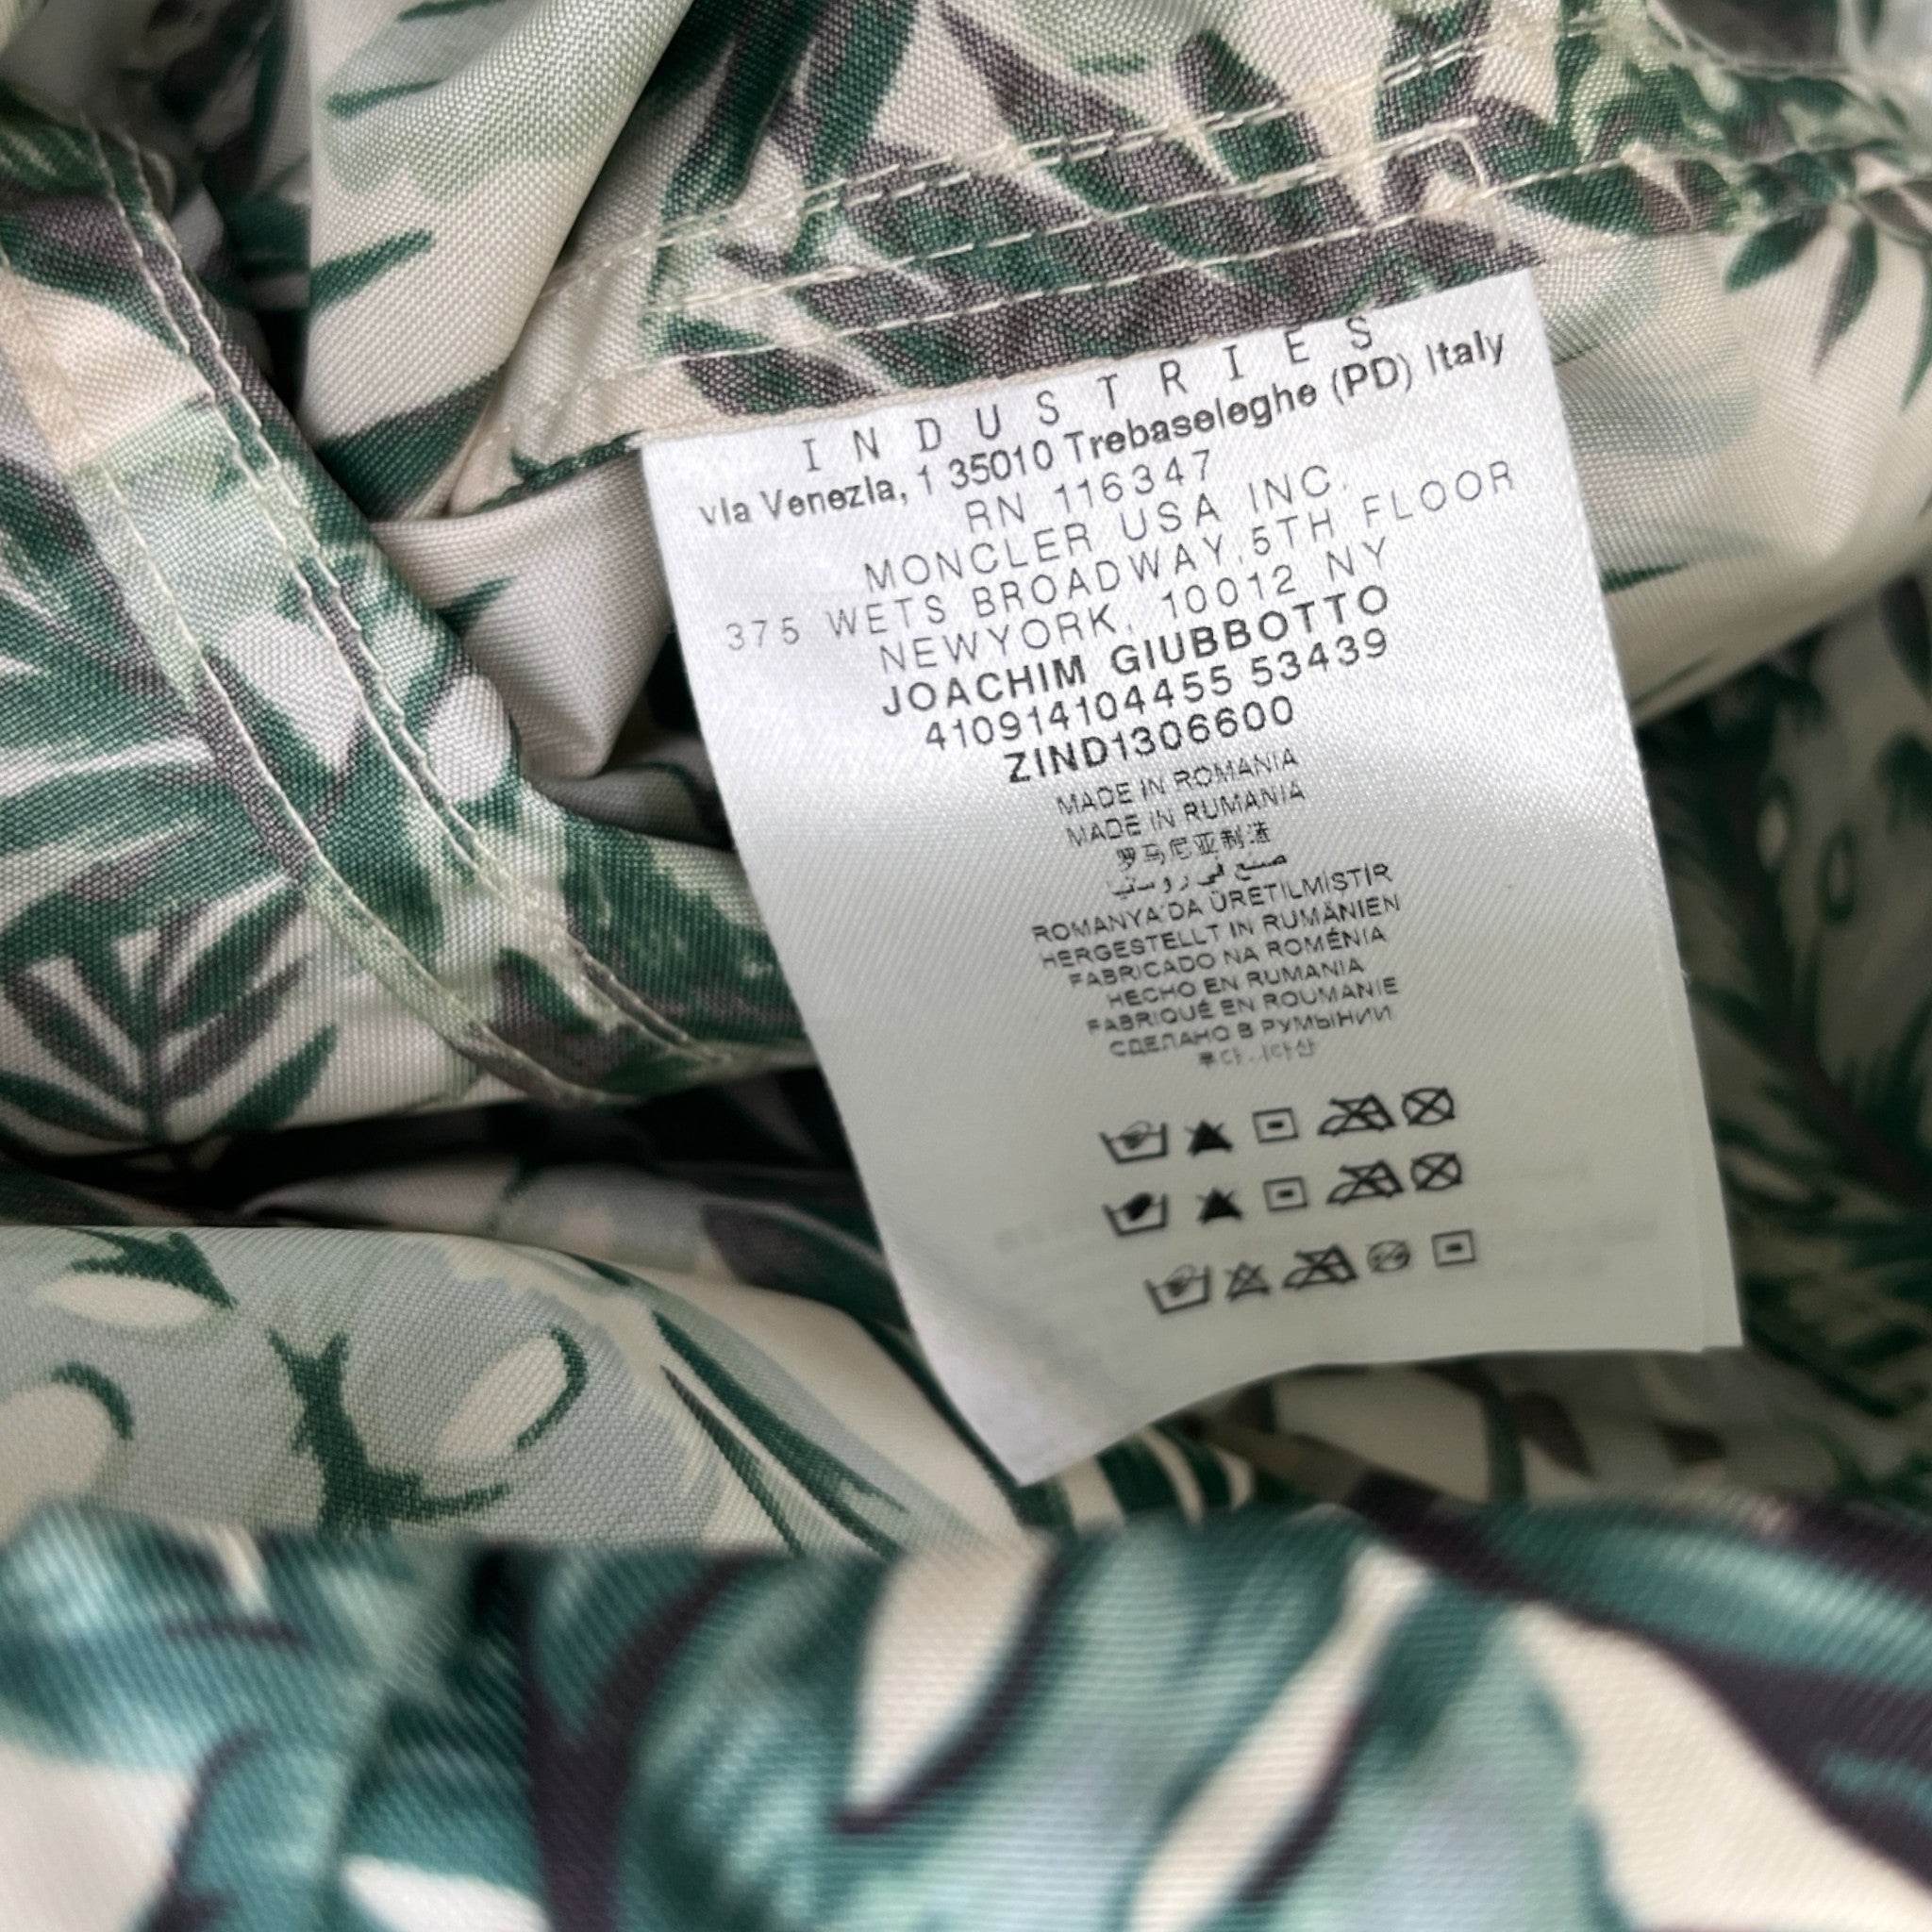 INDUSTRIES
via Venezia, 1 35010 Trebaseleghe (PD) Italy
RN 116347
MONCLER USA INC.
375 WETS BROADWAY,5TH FLOOR
NEWYORK, 10012 NY
JOACHIM GIUBBOTTO
410914104455 53439
ZIND1306600
MADE IN ROMANIA
MADE IN RUMANIA
罗马尼亚制造
صنع في
ROMANYA'DA ÜRETILMİSTİR
HERGESTELLT IN RUMÄNIEN
FABRICADO NA ROMÉNIA
HECHO EN RUMANIA
FABRIQUÉ EN ROUMANIE
СДЕЛАНО В РУМЫНИИ